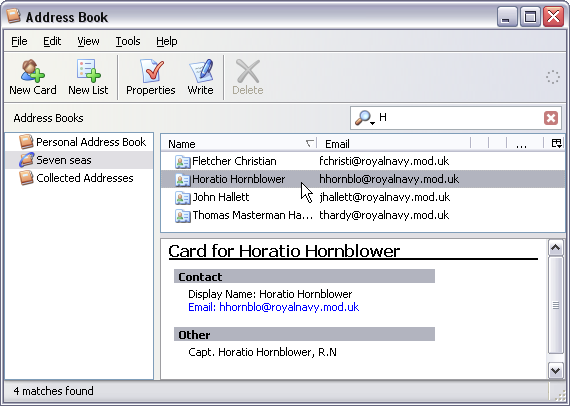 Address Book
File Edit View Tools Help
New Card New List Properties Write Delete
Address Books H
Personal Address Book
Seven seas
Collected Addresses
Name Email ...
Fletcher Christian fchristi@royalnavy.mod.uk
Horatio Hornblower hhornblo@royalnavy.mod.uk
John Hallett jhallett@royalnavy.mod.uk
Thomas Masterman Ha... thardy@royalnavy.mod.uk
Card for Horatio Hornblower
Contact
Display Name: Horatio Hornblower
Email: hhornblo@royalnavy.mod.uk
Other
Capt. Horatio Hornblower, R.N
4 matches found